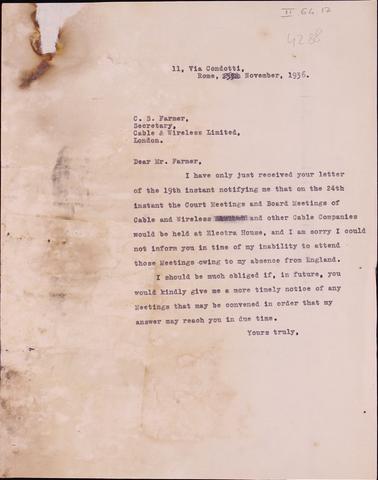 II GG 12
4288
11, Via Condotti,
Rome, November, 1936.
C. S. Farmer,
Secretary,
Cable & Wireless Limited,
London.
Dear Mr. Farmer,
I have only just received your letter
of the 19th instant notifying me that on the 24th
instant the Court Meetings and Board Meetings of
Cable and Wireless and other Cable Companies
would be held at Electra House, and I am sorry I could
not inform you in time of my inability to attend
those Meetings owing to my absence from England.
I should be much obliged if, in future, you
would kindly give me a more timely notice of any
Meetings that may be convened in order that my
answer may reach you in due time.
Yours truly,